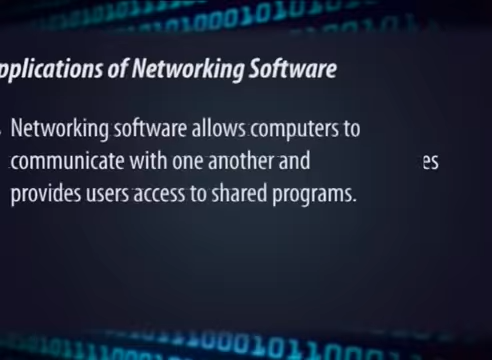 pplications of Networking Software
Networking software allows computers to
communicate with one another and es
provides users access to shared programs.